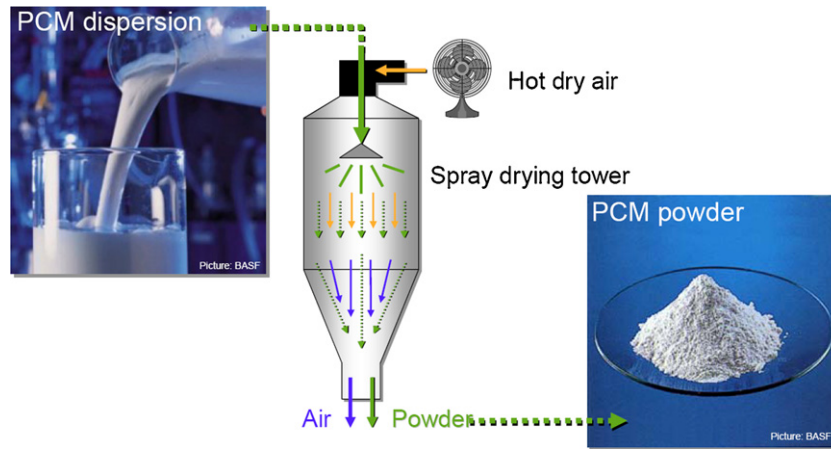 PCM dispersion
Hot dry air
Spray drying tower
PCM powder
Picture: BASF
Air
Powder
Picture: BASF